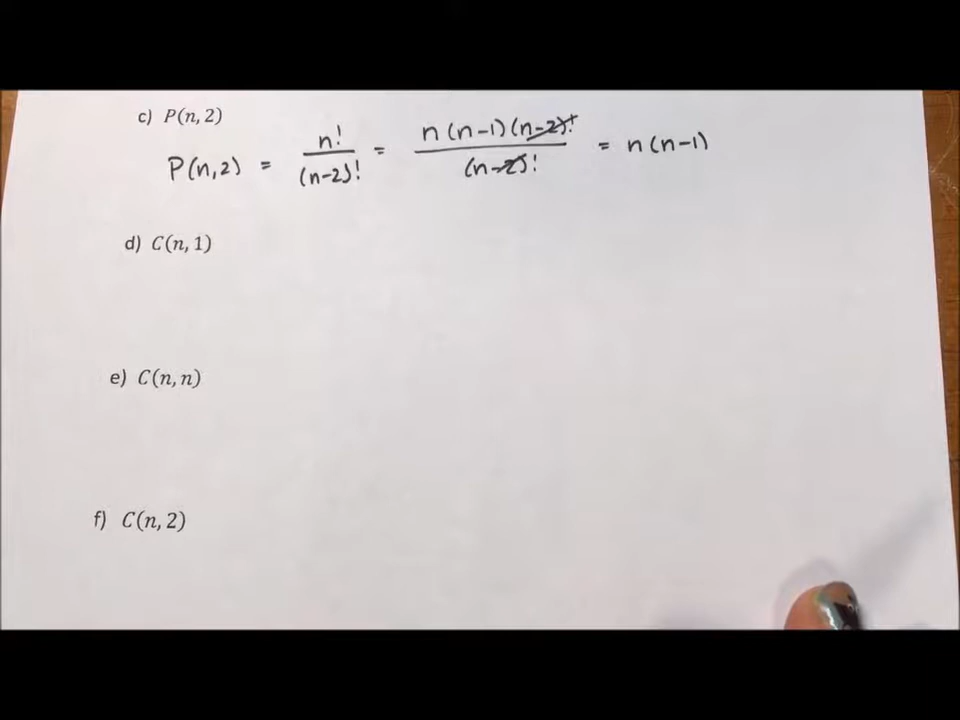 c) P(n, 2)
P(n,2) = n!/(n-2)! = n(n-1)(n-2)!/(n-2)! = n(n-1)
d) C(n, 1)
e) C(n, n)
f) C(n, 2)